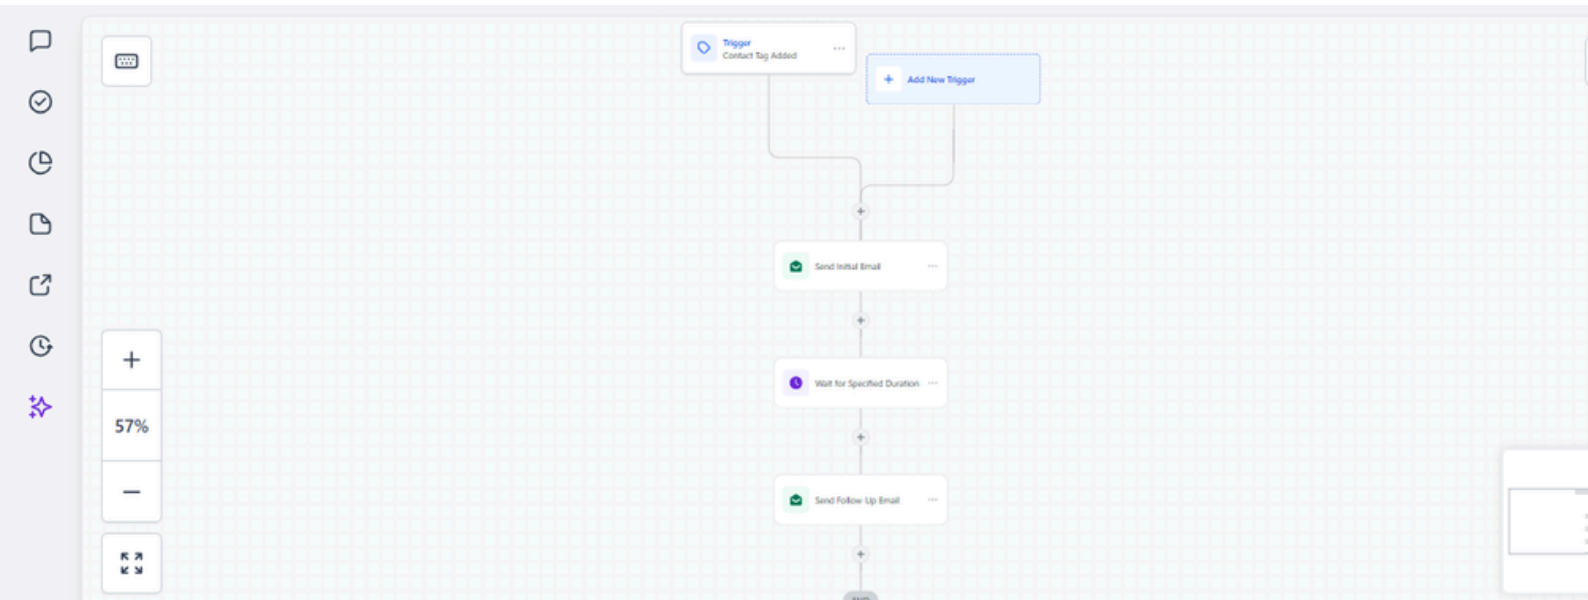 Trigger
Contact Tag Added
Add New Trigger
Send Initial Email
Wait for Specified Duration
57%
Send Follow Up Email
END